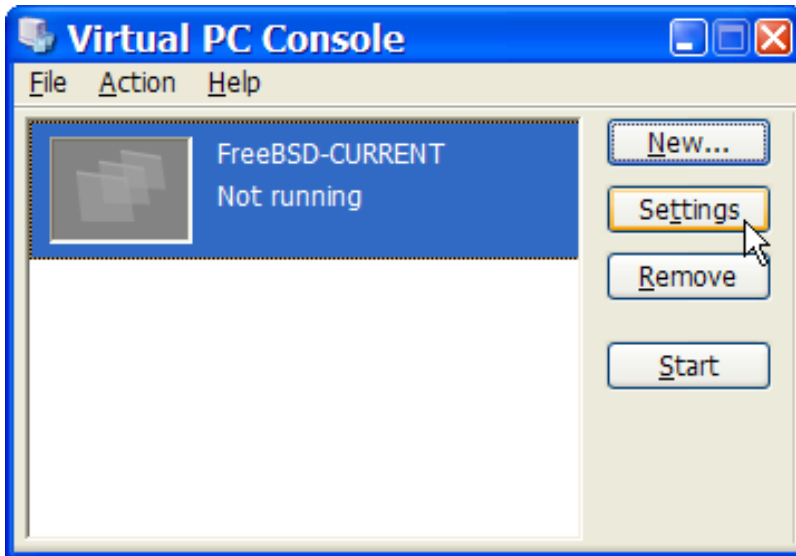 Virtual PC Console
File Action Help
FreeBSD-CURRENT
Not running
New...
Settings
Remove
Start